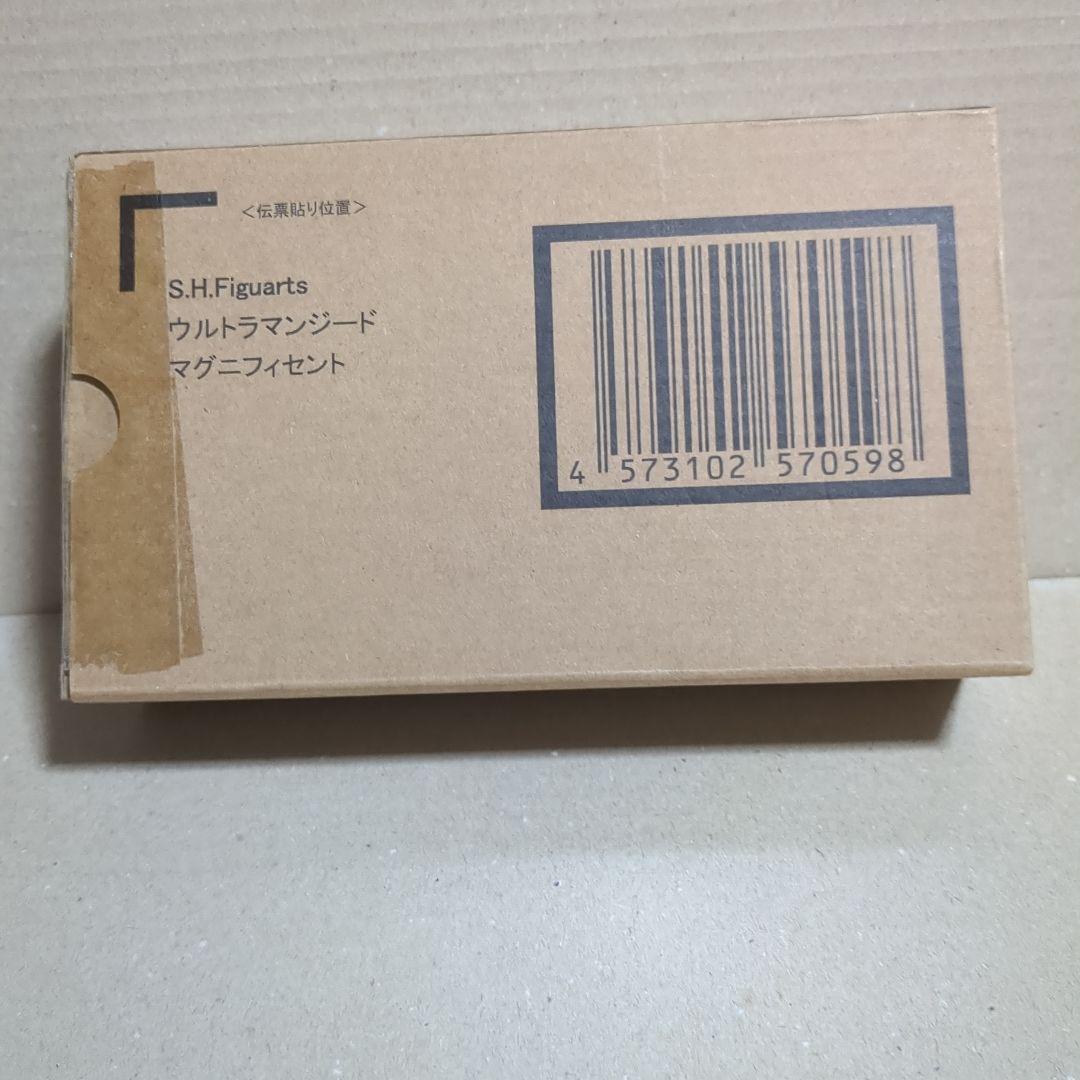 ＜伝票貼り位置＞
S.H.Figuarts
ウルトラマンジード
マグニフィセント
4 573102 570598